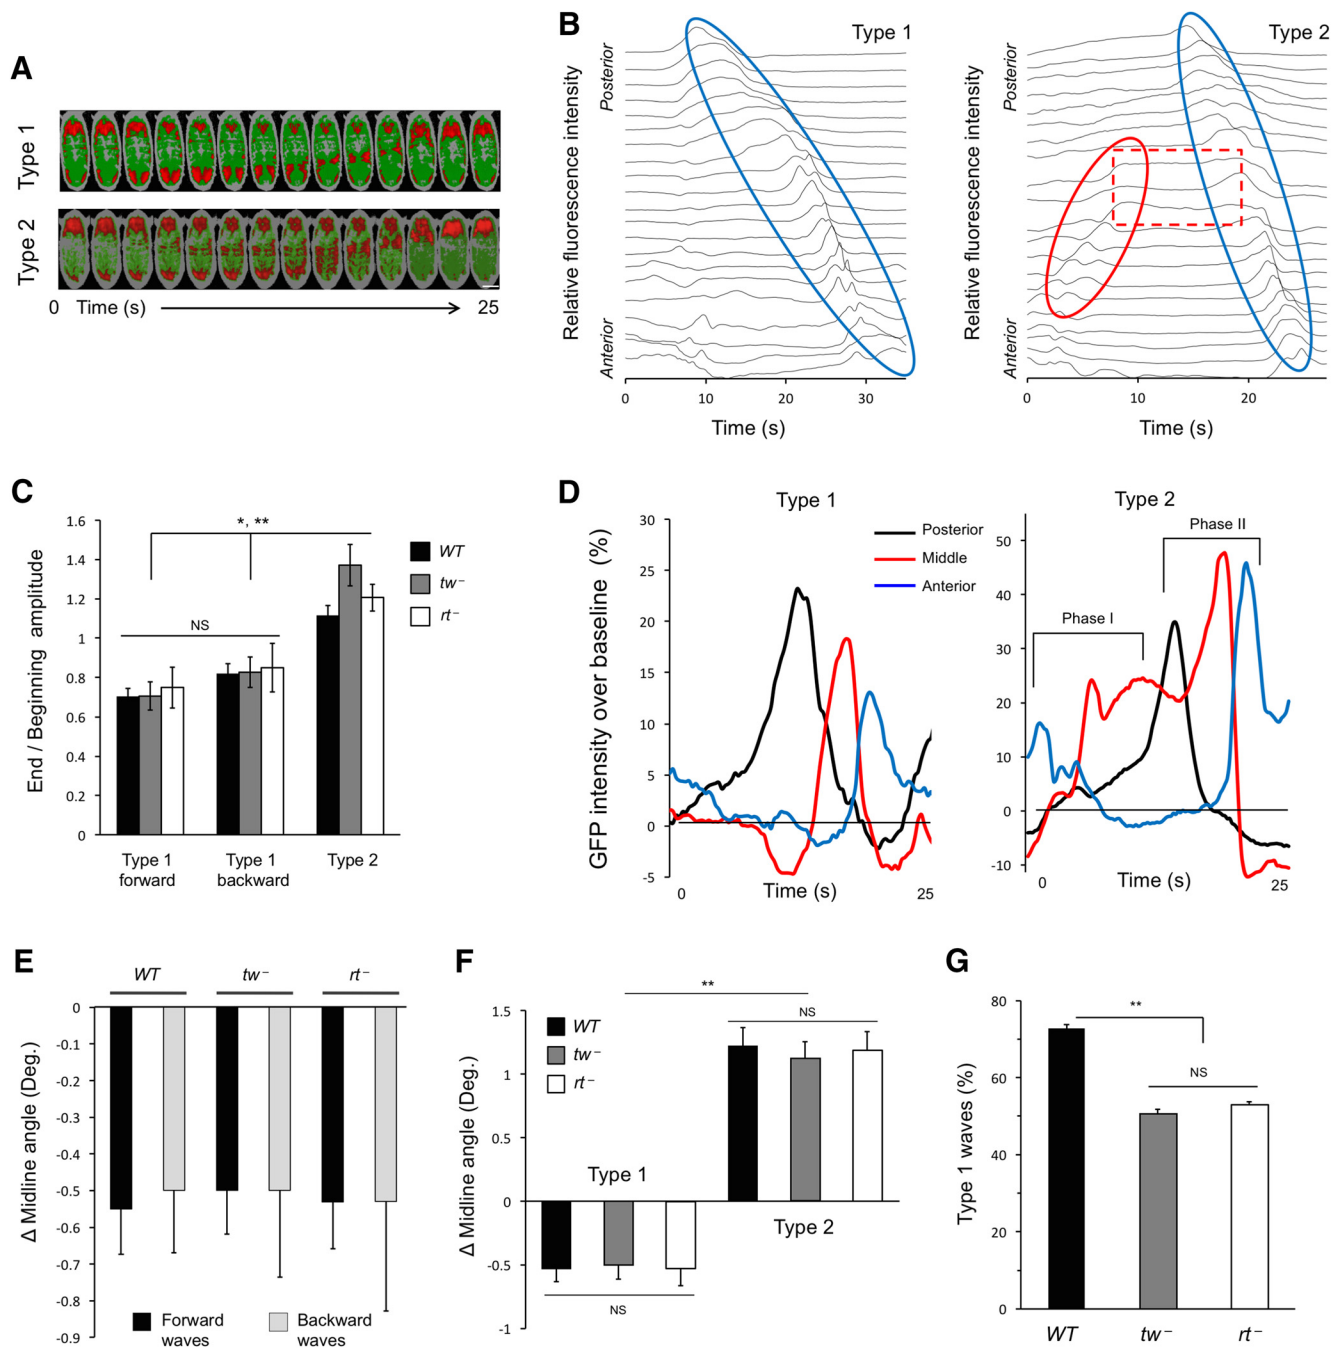 A
Type 1
Type 2
0 Time (s) 25
B
Type 1
Relative fluorescence intensity
Posterior
Anterior
0 10 20 30
Time (s)
Type 2
Relative fluorescence intensity
Posterior
Anterior
0 10 20
Time (s)
C
End / Beginning amplitude
1.6
1.4
1.2
1
0.8
0.6
0.4
0.2
0
*, **
NS
WT
tw⁻
rt⁻
Type 1 forward
Type 1 backward
Type 2
D
Type 1
GFP intensity over baseline (%)
30
25
20
15
10
5
0
-5
0 25
Time (s)
Posterior
Middle
Anterior
Type 2
50
40
30
20
10
0
-10
Phase I
Phase II
0 25
Time (s)
E
WT tw⁻ rt⁻
Δ Midline angle (Deg.)
0
-0.1
-0.2
-0.3
-0.4
-0.5
-0.6
-0.7
-0.8
-0.9
Forward waves
Backward waves
F
Δ Midline angle (Deg.)
1.5
1
0.5
0
-0.5
-1
**
NS
WT
tw⁻
rt⁻
Type 1
Type 2
NS
G
Type 1 waves (%)
80
60
40
20
0
**
NS
WT tw⁻ rt⁻